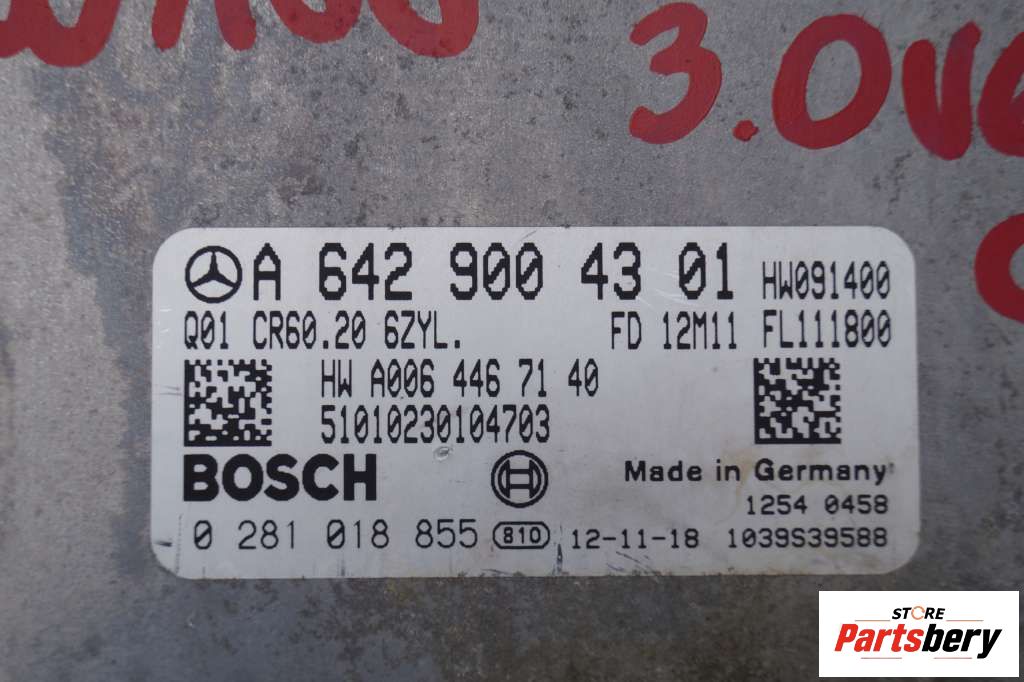 3.0V6
A 642 900 43 01 HW091400
Q01 CR60.20 6ZYL. FD 12M11 FL111800
HW A006 446 71 40
51010230104703
BOSCH
Made in Germany
1254 0458
0 281 018 855 810 12-11-18 1039S39588
STORE
Partsbery